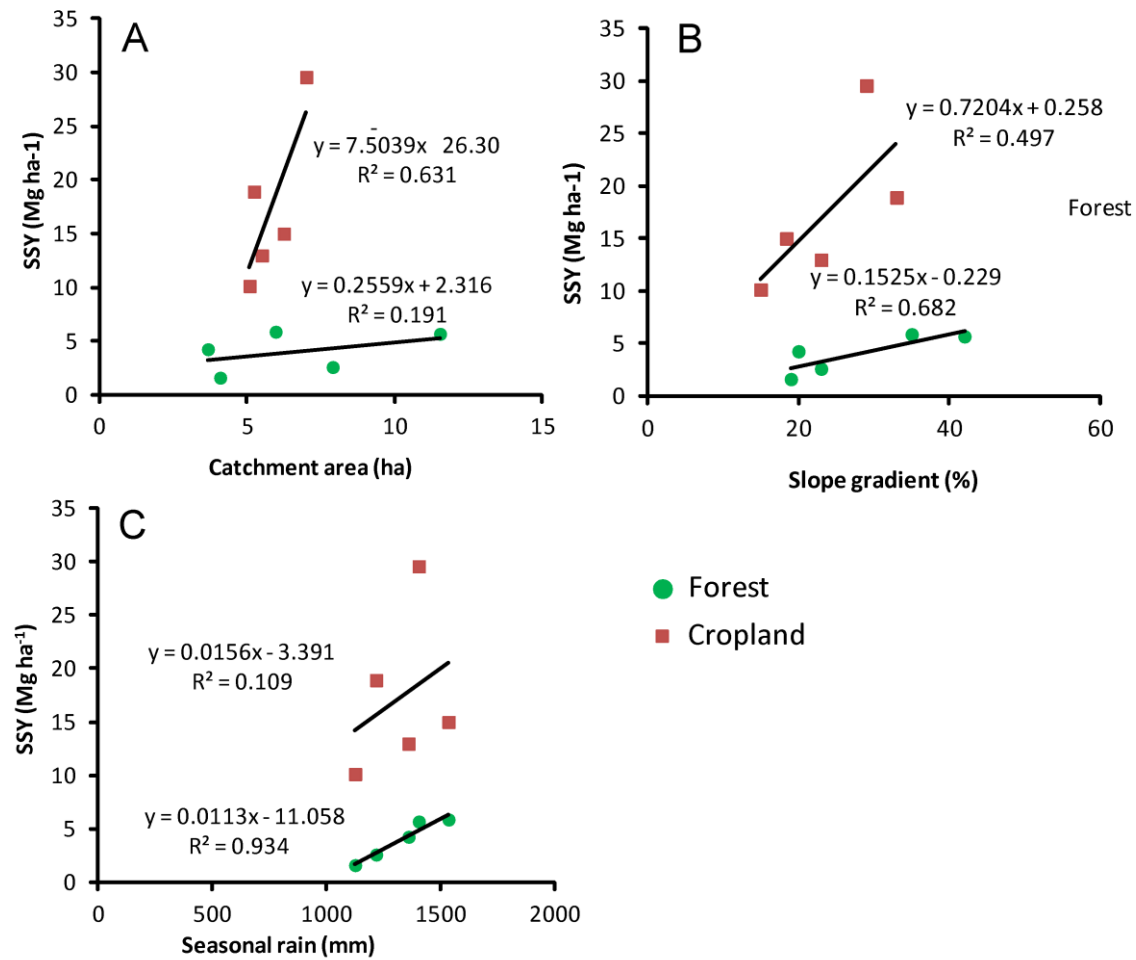 A
35
30
25
20
15
10
5
0
SSY (Mg ha-1)
y = 7.5039x - 26.30
R² = 0.631
y = 0.2559x + 2.316
R² = 0.191
0 5 10 15
Catchment area (ha)
B
35
30
25
20
15
10
5
0
SSY (Mg ha-1)
y = 0.7204x + 0.258
R² = 0.497
Forest
y = 0.1525x - 0.229
R² = 0.682
0 20 40 60
Slope gradient (%)
C
35
30
25
20
15
10
5
0
SSY (Mg ha⁻¹)
y = 0.0156x - 3.391
R² = 0.109
y = 0.0113x - 11.058
R² = 0.934
0 500 1000 1500 2000
Seasonal rain (mm)
Forest
Cropland